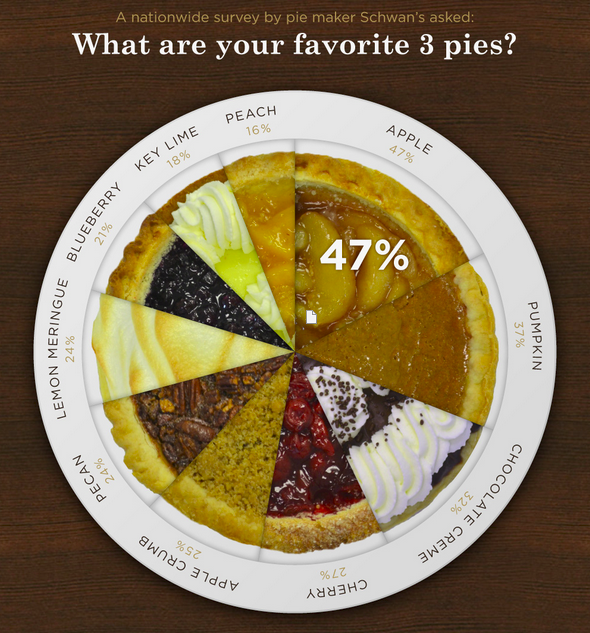 A nationwide survey by pie maker Schwan's asked:
What are your favorite 3 pies?
APPLE
47%
PUMPKIN
37%
CHOCOLATE CREME
32%
CHERRY
27%
APPLE CRUMB
25%
PECAN
24%
LEMON MERINGUE
24%
BLUEBERRY
21%
KEY LIME
18%
PEACH
16%
47%